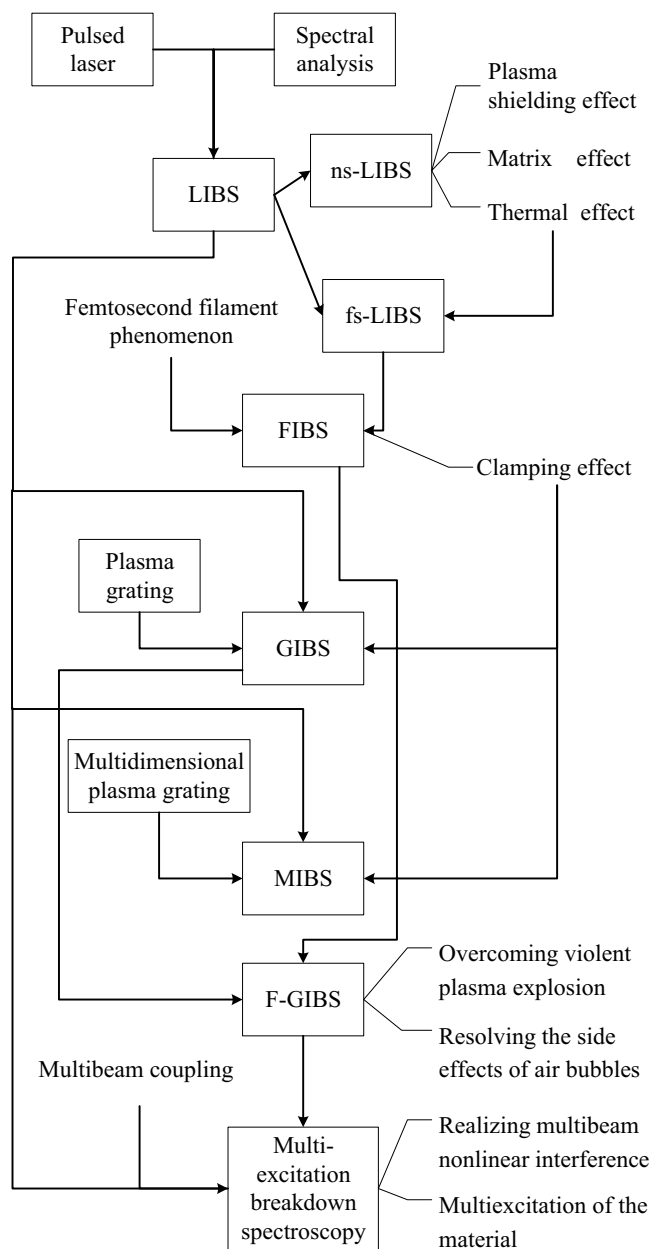 Pulsed
laser
Spectral
analysis
Plasma
shielding effect
ns-LIBS
Matrix effect
LIBS
Thermal effect
Femtosecond filament
phenomenon
fs-LIBS
FIBS
Clamping effect
Plasma
grating
GIBS
Multidimensional
plasma grating
MIBS
Overcoming violent
plasma explosion
F-GIBS
Resolving the side
effects of air bubbles
Multibeam coupling
Multi-
excitation
breakdown
spectroscopy
Realizing multibeam
nonlinear interference
Multiexcitation of the
material